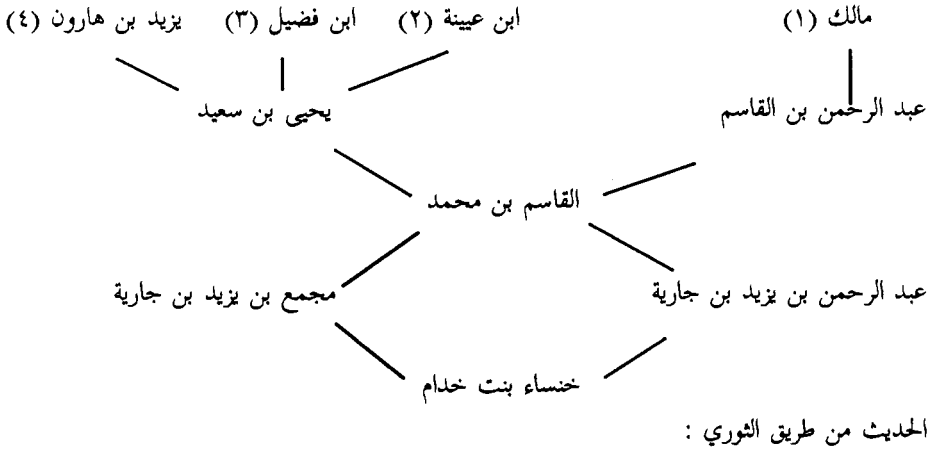 مالك (١) ابن عيينة (٢) ابن فضيل (٣) يزيد بن هارون (٤)
عبد الرحمن بن القاسم يحيى بن سعيد
القاسم بن محمد
عبد الرحمن بن يزيد بن جارية مجمع بن يزيد بن جارية
خنساء بنت خدام
الحديث من طريق الثوري :